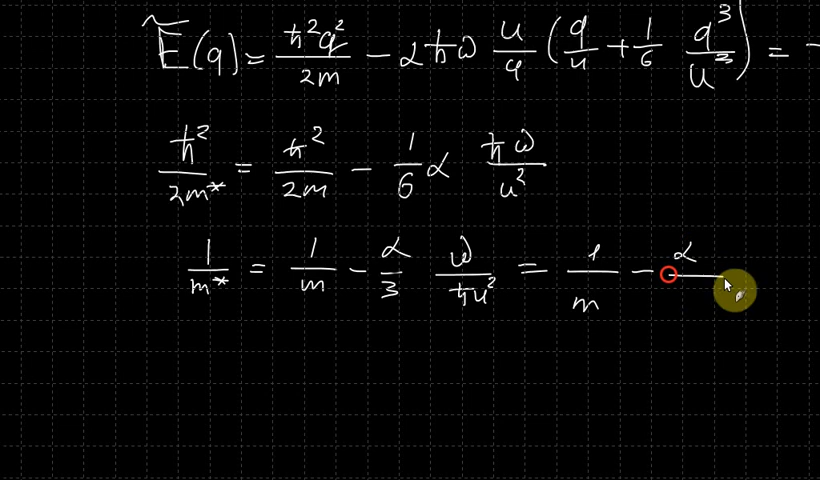 Ẽ(q) = ħ²q²/2m − αħω u/q (q/u + 1/6 q³/u³) = −
ħ²/2m* = ħ²/2m − 1/6 α ħω/u²
1/m* = 1/m − α/3 ω/ħu² = 1/m − α